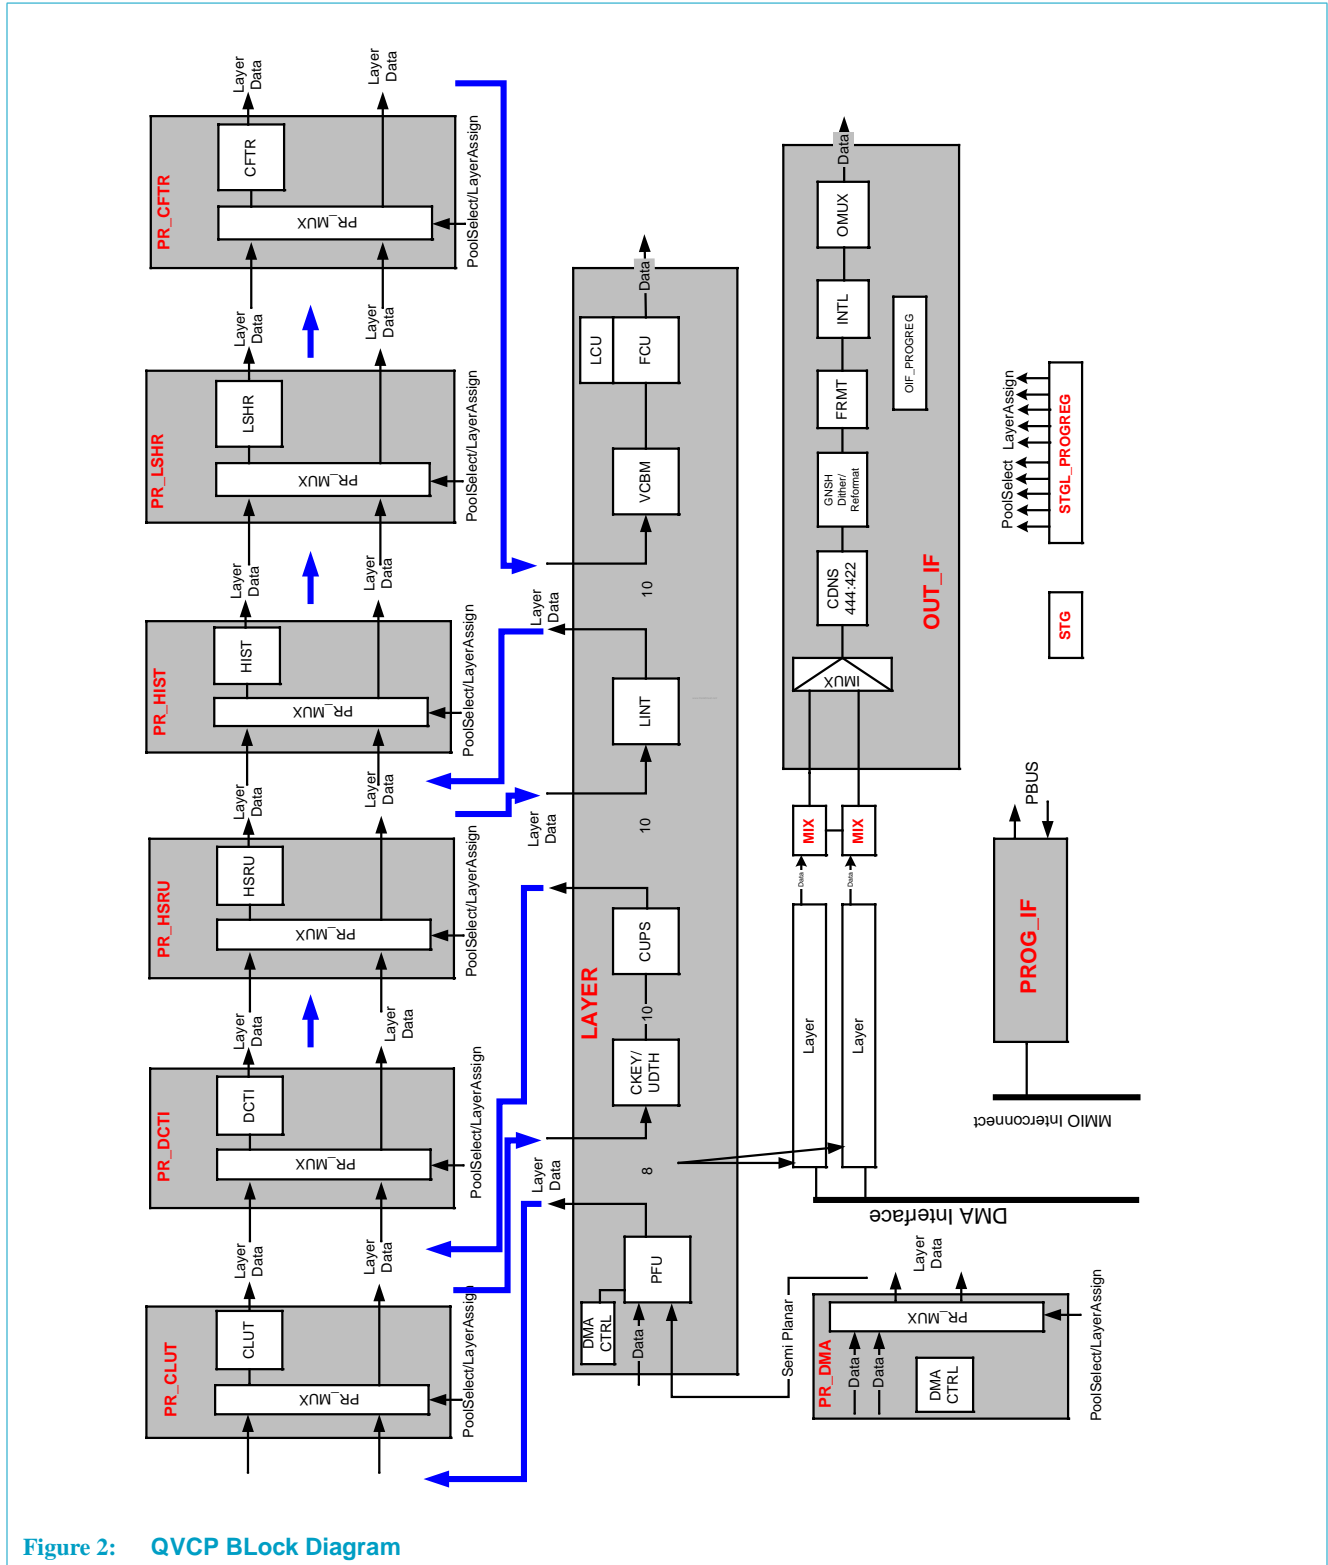 Layer
Data
Layer
Data
CFTR
PR_MUX
PR_CFTR
PoolSelect/LayerAssign
Layer
Data
Layer
Data
LSHR
PR_MUX
PR_LSHR
PoolSelect/LayerAssign
Layer
Data
Layer
Data
HIST
PR_MUX
PR_HIST
PoolSelect/LayerAssign
Layer
Data
Layer
Data
HSRU
PR_MUX
PR_HSRU
PoolSelect/LayerAssign
Layer
Data
Layer
Data
DCTI
PR_MUX
PR_DCTI
PoolSelect/LayerAssign
Layer
Data
Layer
Data
CLUT
PR_MUX
PR_CLUT
PoolSelect/LayerAssign
Data
LCU
FCU
VCBM
10
Layer
Data
LINT
10
Layer
Data
CUPS
10
LAYER
CKEY/
UDTH
8
Layer
Data
PFU
DMA
CTRL
Data
Data
OMUX
INTL
OIF_PROGREG
FRMT
GNSH
Dither/
Reformat
CDNS
444:422
OUT_IF
IMUX
MIX
MIX
Data
Data
Layer
Layer
DMA Interface
PoolSelect
LayerAssign
STGL_PROGREG
STG
PBUS
PROG_IF
MMIO Interconnect
Semi Planar
Layer
Data
PR_MUX
PR_DMA
Data
Data
DMA
CTRL
PoolSelect/LayerAssign
Figure 2: QVCP BLock Diagram